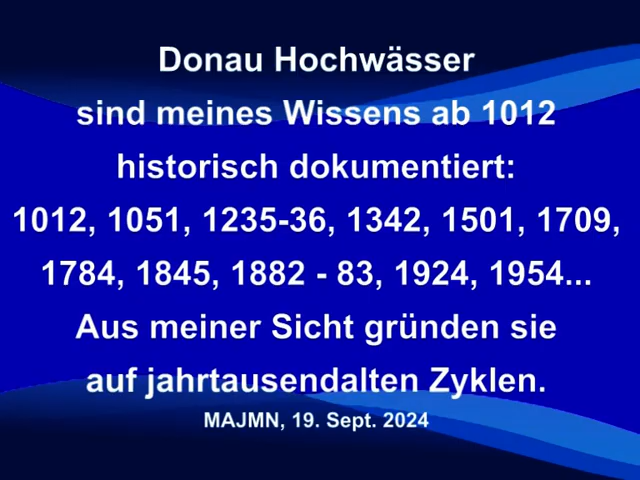 Donau Hochwässer
sind meines Wissens ab 1012
historisch dokumentiert:
1012, 1051, 1235-36, 1342, 1501, 1709,
1784, 1845, 1882 - 83, 1924, 1954...
Aus meiner Sicht gründen sie
auf jahrtausendalten Zyklen.
MAJMN, 19. Sept. 2024